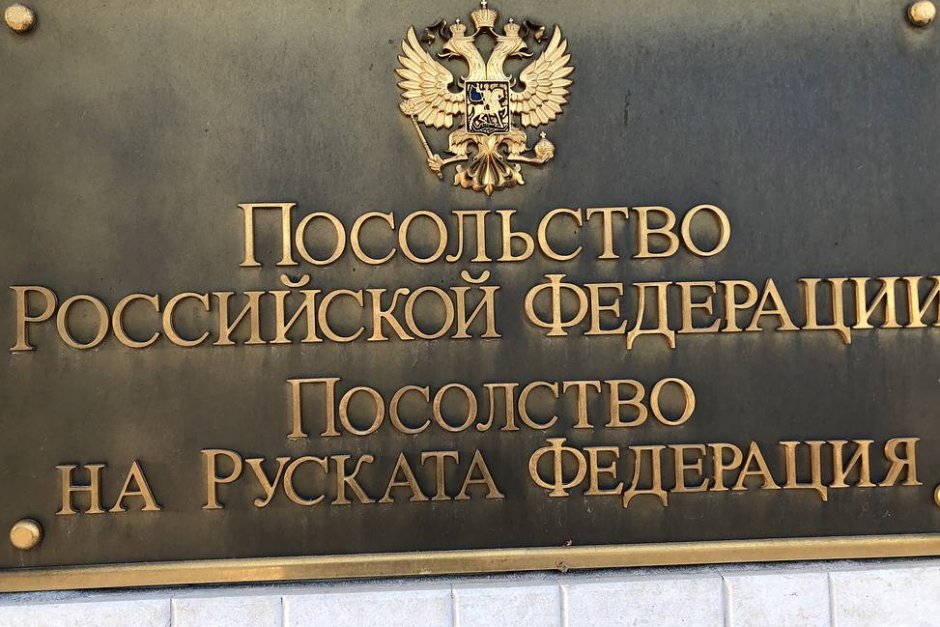 ПОСОЛЬСТВО
РОССИЙСКОЙ ФЕДЕРАЦИИ
ПОСОЛСТВО
НА РУСКАТА ФЕДЕРАЦИЯ